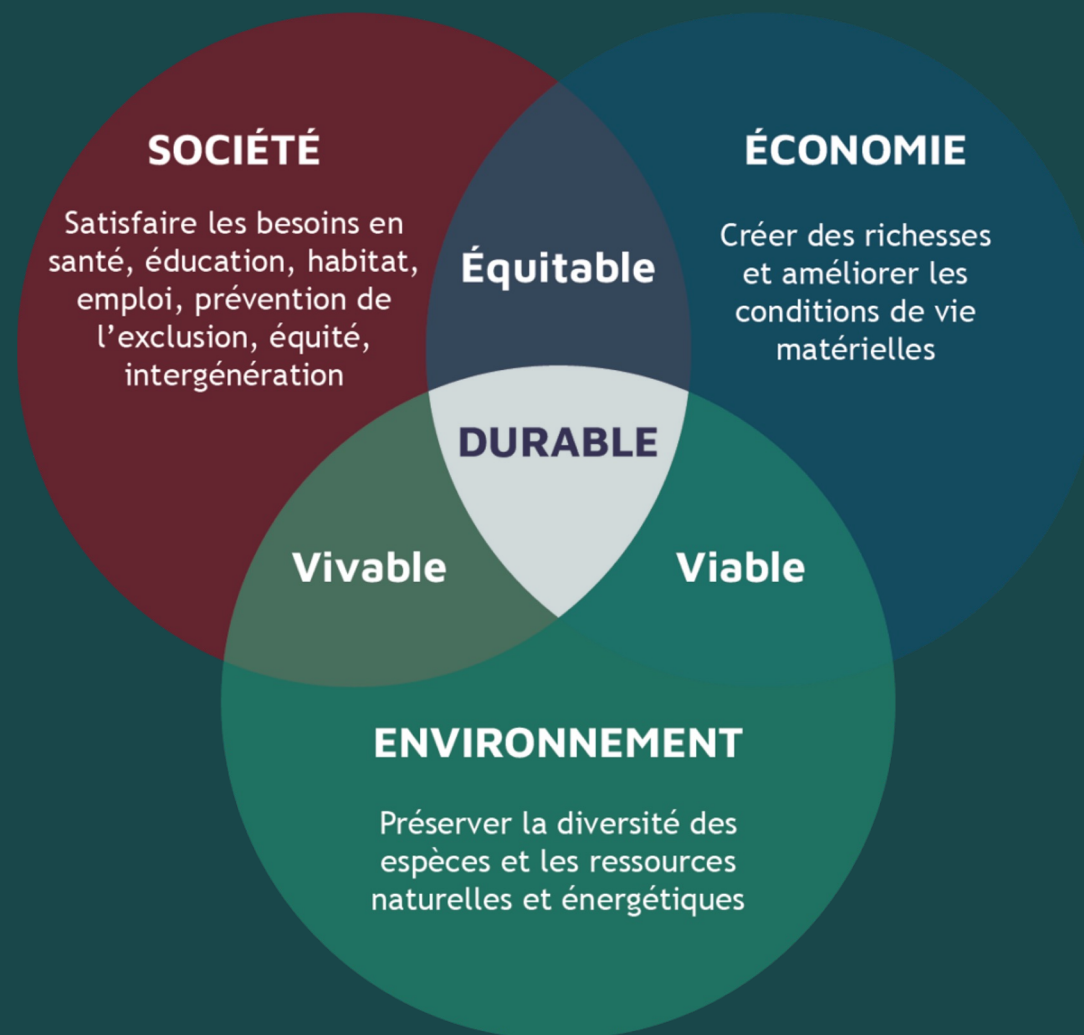 SOCIÉTÉ
Satisfaire les besoins en
santé, éducation, habitat,
emploi, prévention de
l’exclusion, équité,
intergénération
ÉCONOMIE
Créer des richesses
et améliorer les
conditions de vie
matérielles
Équitable
DURABLE
Vivable
Viable
ENVIRONNEMENT
Préserver la diversité des
espèces et les ressources
naturelles et énergétiques